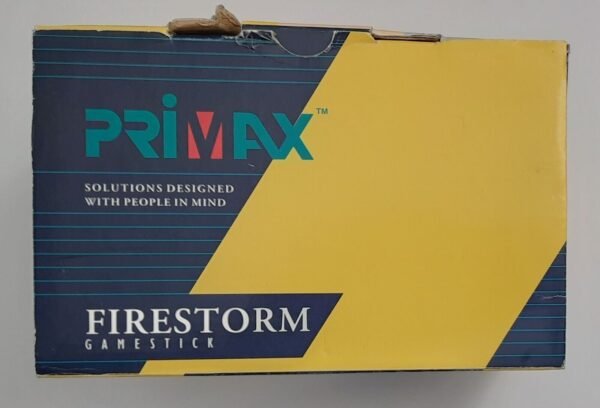 PRiMAX™
SOLUTIONS DESIGNED
WITH PEOPLE IN MIND
FIRESTORM
GAMESTICK